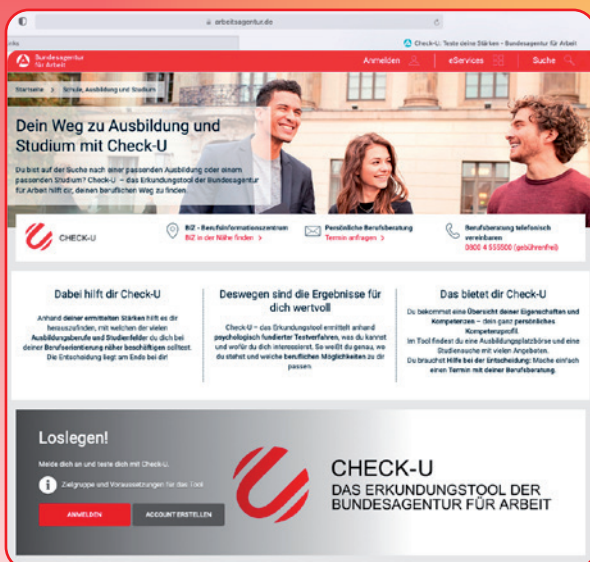 arbeitsagentur.de
Check-U: Teste deine Stärken - Bundesagentur für Arbeit
Bundesagentur
für Arbeit
Anmelden
eServices
Suche
Startseite > Schule, Ausbildung und Studium
Dein Weg zu Ausbildung und
Studium mit Check-U
Du bist auf der Suche nach einer passenden Ausbildung oder einem
passenden Studium? Check-U – das Erkundungstool der Bundesagentur
für Arbeit hilft dir, deinen beruflichen Weg zu finden.
CHECK-U
BiZ - Berufsinformationszentrum
BiZ in der Nähe finden >
Persönliche Berufsberatung
Termin anfragen >
Berufsberatung telefonisch
vereinbaren
0800 4 555500 (gebührenfrei)
Dabei hilft dir Check-U
Anhand deiner ermittelten Stärken hilft es dir
herauszufinden, mit welchen der vielen
Ausbildungsberufe und Studienfelder du dich bei
deiner Berufsorientierung näher beschäftigen solltest.
Die Entscheidung liegt am Ende bei dir!
Deswegen sind die Ergebnisse für
dich wertvoll
Check-U – das Erkundungstool ermittelt anhand
psychologisch fundierter Testverfahren, was du kannst
und wofür du dich interessierst. So weißt du genau, wo
du stehst und welche beruflichen Möglichkeiten zu dir
passen.
Das bietet dir Check-U
Du bekommst eine Übersicht deiner Eigenschaften und
Kompetenzen – dein ganz persönliches
Kompetenzprofil.
Im Tool findest du eine Ausbildungsplatzbörse und eine
Studiensuche mit vielen Angeboten.
Du brauchst Hilfe bei der Entscheidung: Mache einfach
einen Termin mit deiner Berufsberatung.
Loslegen!
Melde dich an und teste dich mit Check-U.
Zielgruppe und Voraussetzungen für das Tool
ANMELDEN
ACCOUNT ERSTELLEN
CHECK-U
DAS ERKUNDUNGSTOOL DER
BUNDESAGENTUR FÜR ARBEIT